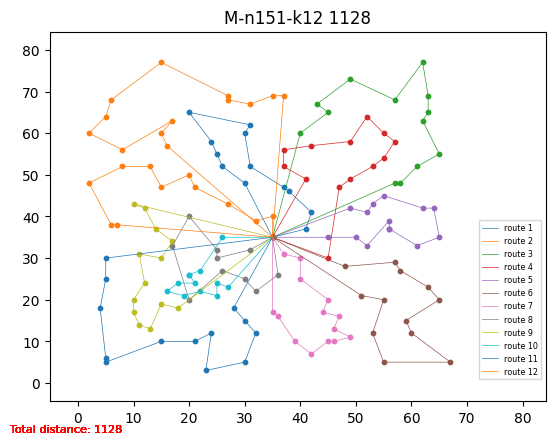 M-n151-k12 1128
80
70
60
50
40
30
20
10
0
route 1
route 2
route 3
route 4
route 5
route 6
route 7
route 8
route 9
route 10
route 11
route 12
0 10 20 30 40 50 60 70 80
Total distance: 1128